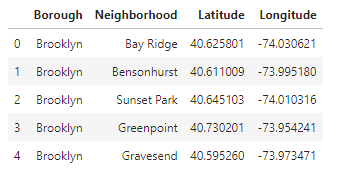 Borough Neighborhood Latitude Longitude
0 Brooklyn Bay Ridge 40.625801 -74.030621
1 Brooklyn Bensonhurst 40.611009 -73.995180
2 Brooklyn Sunset Park 40.645103 -74.010316
3 Brooklyn Greenpoint 40.730201 -73.954241
4 Brooklyn Gravesend 40.595260 -73.973471